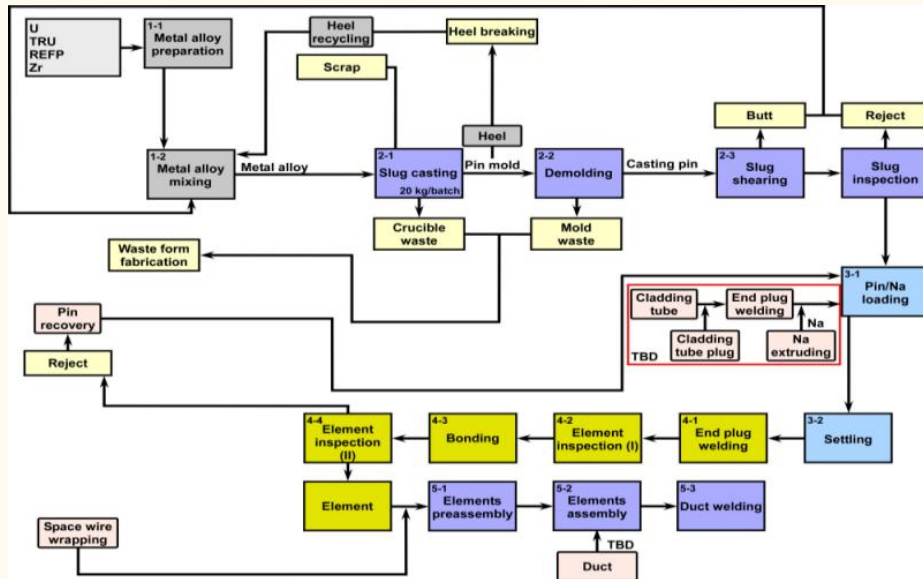 U
TRU
REFP
Zr
1-1
Metal alloy
preparation
Heel
recycling
Heel breaking
Scrap
Heel
Butt
Reject
1-2
Metal alloy
mixing
Metal alloy
2-1
Slug casting
20 kg/batch
Pin mold
2-2
Demolding
Casting pin
2-3
Slug
shearing
Slug
inspection
Crucible
waste
Mold
waste
Waste form
fabrication
3-1
Pin/Na
loading
Cladding
tube
End plug
welding
Na
Cladding
tube plug
Na
extruding
TBD
Pin
recovery
Reject
4-4
Element
inspection
(II)
4-3
Bonding
4-2
Element
inspection (I)
4-1
End plug
welding
3-2
Settling
Element
5-1
Elements
preassembly
5-2
Elements
assembly
5-3
Duct welding
Space wire
wrapping
TBD
Duct